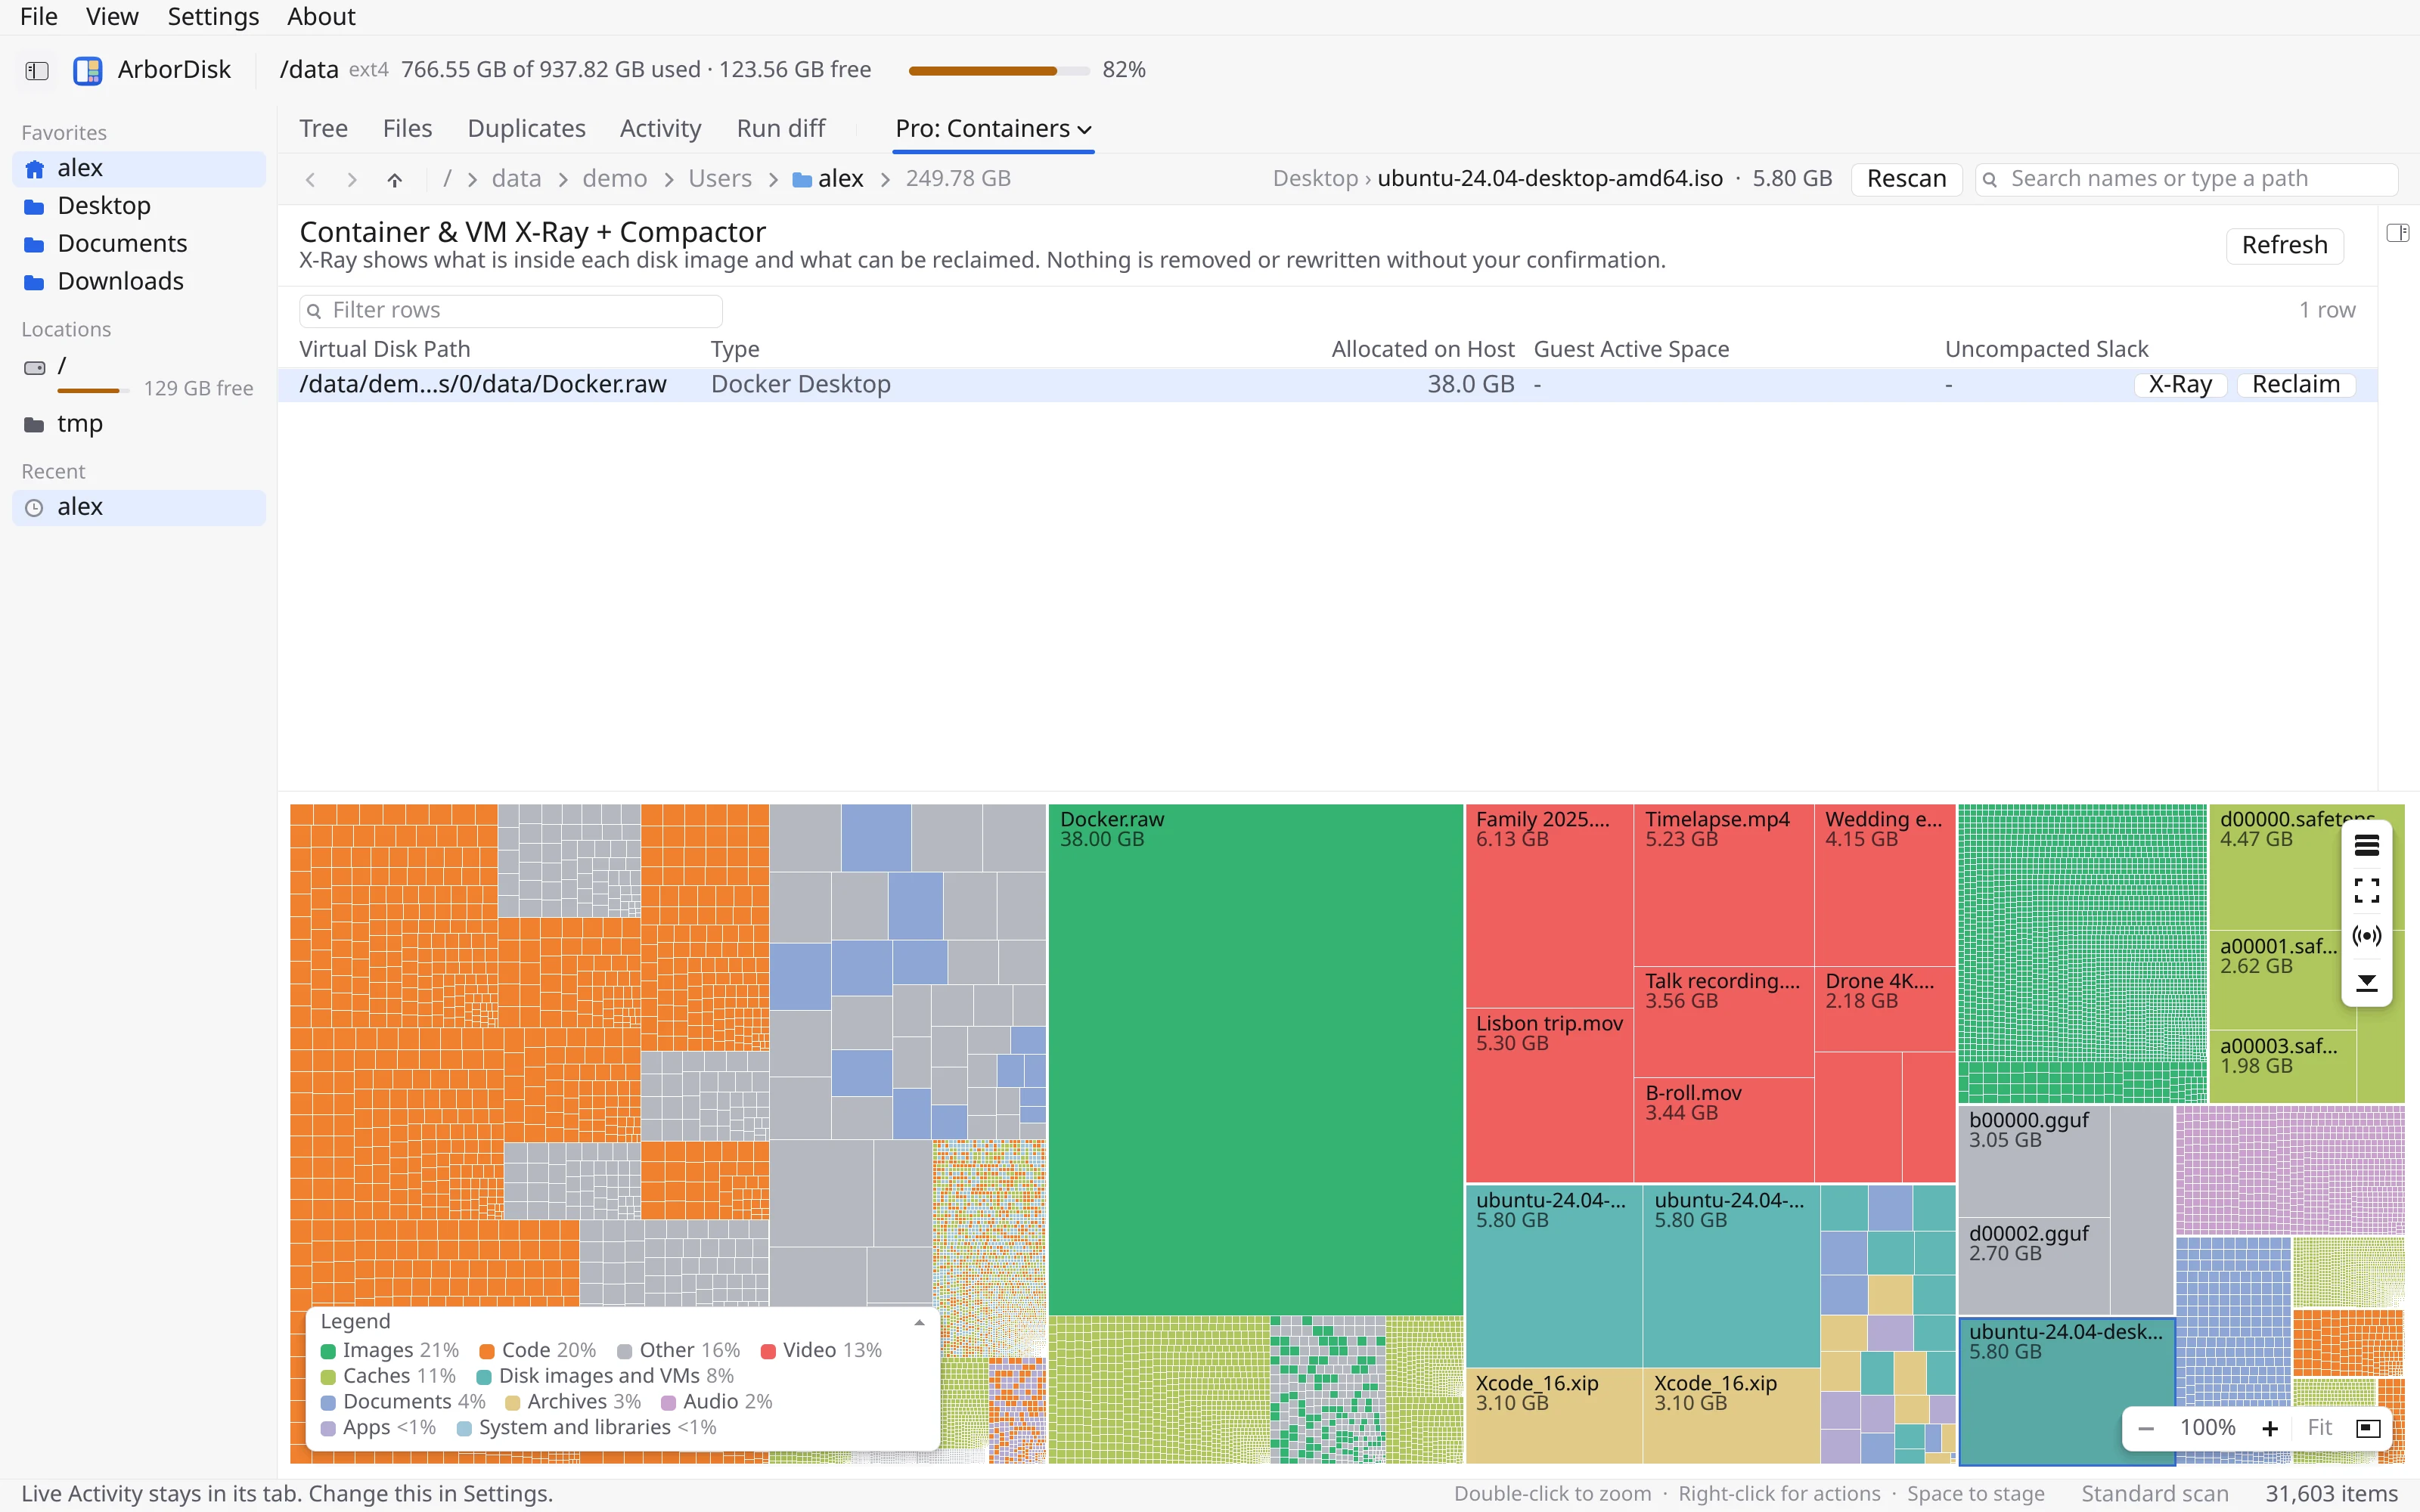 File View Settings About
ArborDisk /data ext4 766.55 GB of 937.82 GB used · 123.56 GB free 82%
Favorites
alex
Desktop
Documents
Downloads
Locations
/
129 GB free
tmp
Recent
alex
Tree Files Duplicates Activity Run diff Pro: Containers
/ > data > demo > Users > alex > 249.78 GB Desktop › ubuntu-24.04-desktop-amd64.iso · 5.80 GB Rescan Search names or type a path
Container & VM X-Ray + Compactor
X-Ray shows what is inside each disk image and what can be reclaimed. Nothing is removed or rewritten without your confirmation.
Refresh
Filter rows 1 row
Virtual Disk Path Type Allocated on Host Guest Active Space Uncompacted Slack
/data/dem...s/0/data/Docker.raw Docker Desktop 38.0 GB - - X-Ray Reclaim
Docker.raw
38.00 GB
Family 2025....
6.13 GB
Timelapse.mp4
5.23 GB
Wedding e...
4.15 GB
Talk recording....
3.56 GB
Drone 4K....
2.18 GB
Lisbon trip.mov
5.30 GB
B-roll.mov
3.44 GB
ubuntu-24.04-...
5.80 GB
ubuntu-24.04-...
5.80 GB
Xcode_16.xip
3.10 GB
Xcode_16.xip
3.10 GB
d00000.safetens
4.47 GB
a00001.saf...
2.62 GB
a00003.saf...
1.98 GB
b00000.gguf
3.05 GB
d00002.gguf
2.70 GB
ubuntu-24.04-desk...
5.80 GB
Legend
Images 21% Code 20% Other 16% Video 13%
Caches 11% Disk images and VMs 8%
Documents 4% Archives 3% Audio 2%
Apps <1% System and libraries <1%
− 100% + Fit
Live Activity stays in its tab. Change this in Settings. Double-click to zoom · Right-click for actions · Space to stage Standard scan 31,603 items